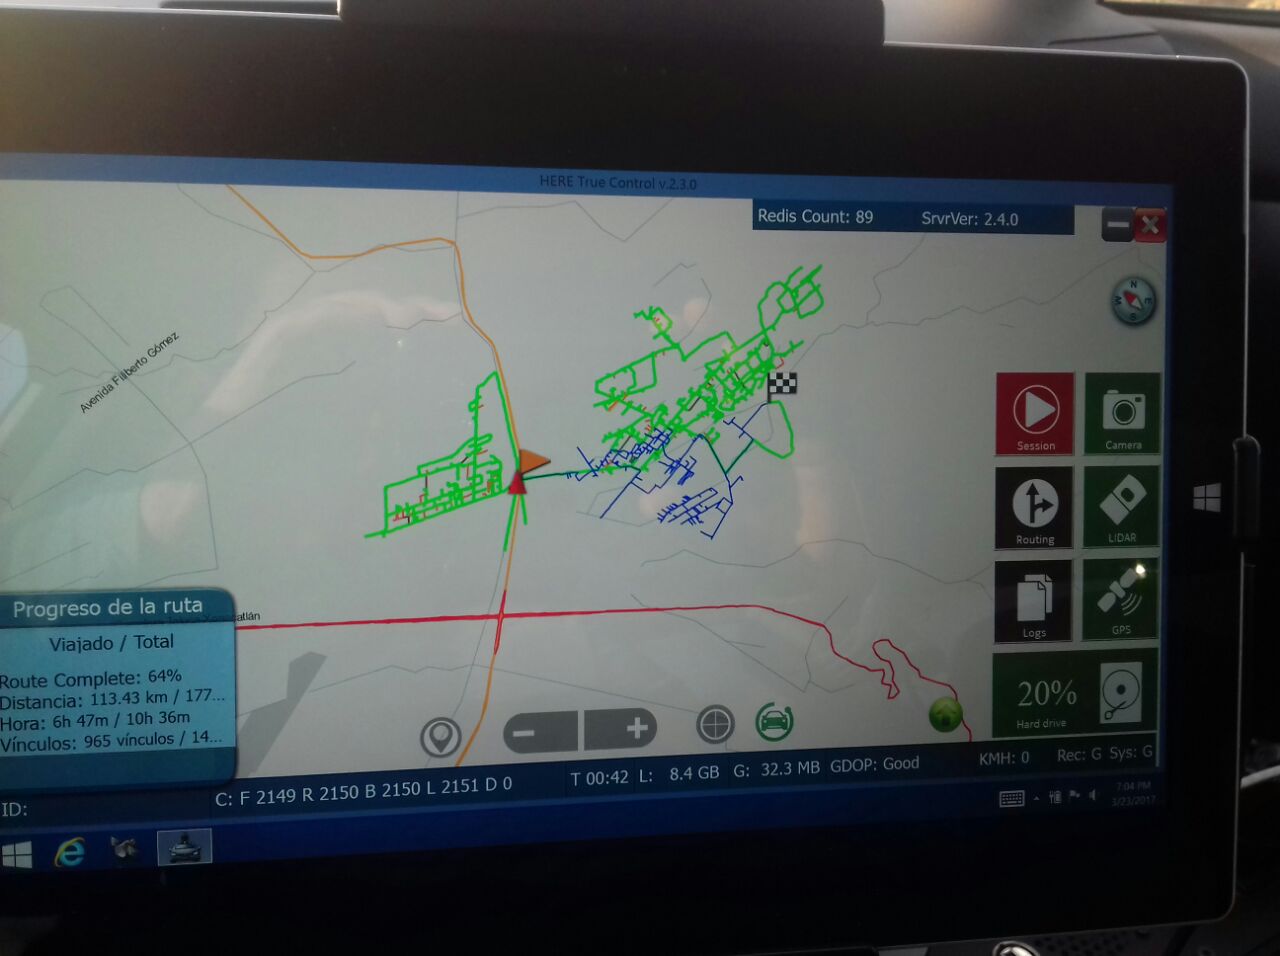 HERE True Control v.2.3.0
Redis Count: 89 SrvrVer: 2.4.0
N
W E
S
Avenida Filiberto Gómez
Session Camera
Routing LIDAR
Logs GPS
20%
Hard drive
Progreso de la ruta
Viajado / Total
Route Complete: 64%
Distancia: 113.43 km / 177...
Hora: 6h 47m / 10h 36m
Vínculos: 965 vínculos / 14...
ID:
C: F 2149 R 2150 B 2150 L 2151 D 0 T 00:42 L: 8.4 GB G: 32.3 MB GDOP: Good KMH: 0 Rec: G Sys: G
7:04 PM
3/23/2017